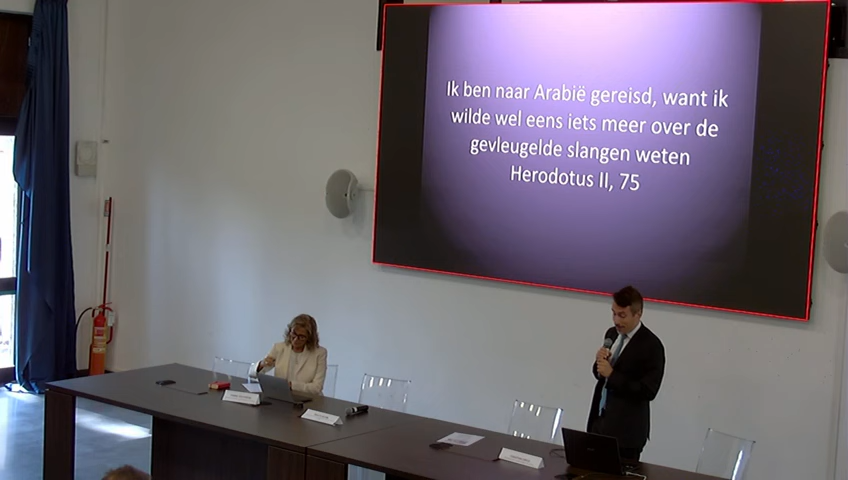 Ik ben naar Arabië gereisd, want ik
wilde wel eens iets meer over de
gevleugelde slangen weten
Herodotus II, 75